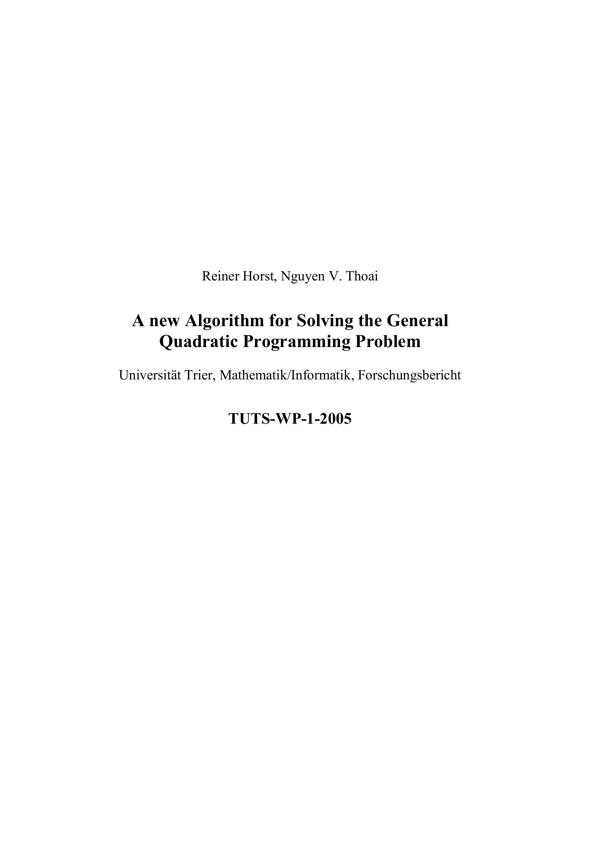 Reiner Horst, Nguyen V. Thoai
A new Algorithm for Solving the General
Quadratic Programming Problem
Universität Trier, Mathematik/Informatik, Forschungsbericht
TUTS-WP-1-2005